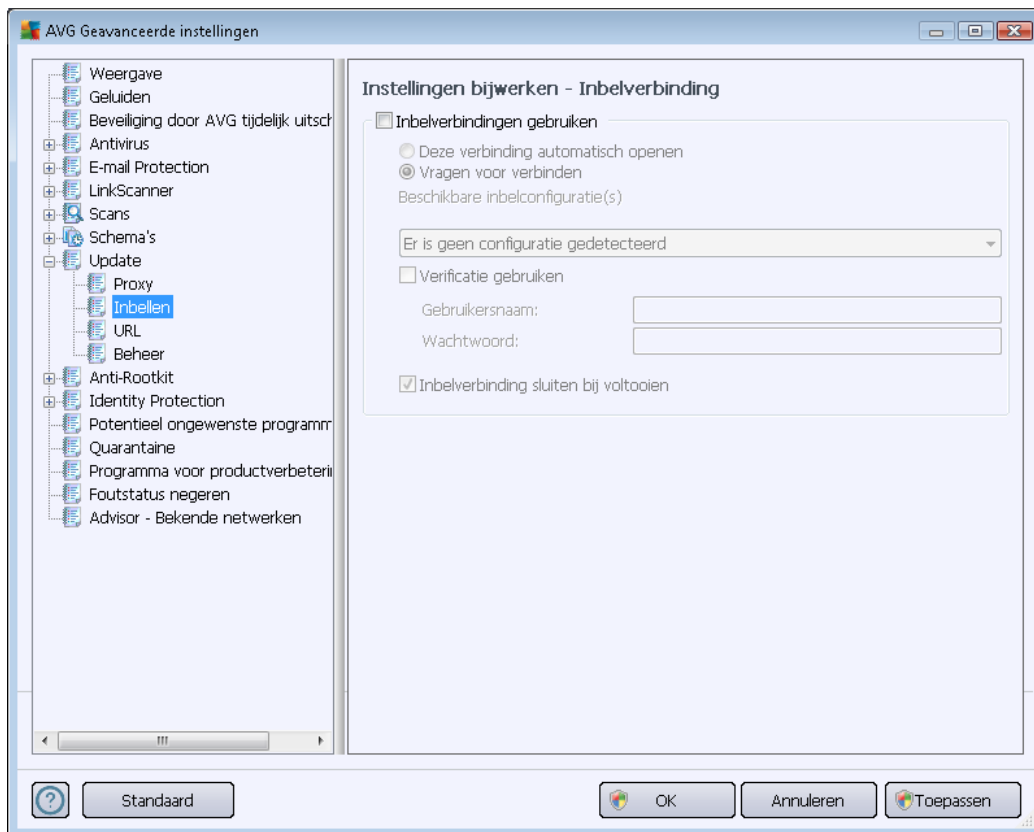 AVG Geavanceerde instellingen
Weergave
Geluiden
Beveiliging door AVG tijdelijk uitsch
Antivirus
E-mail Protection
LinkScanner
Scans
Schema's
Update
Proxy
Inbellen
URL
Beheer
Anti-Rootkit
Identity Protection
Potentieel ongewenste programm
Quarantaine
Programma voor productverbeterin
Foutstatus negeren
Advisor - Bekende netwerken
Instellingen bijwerken - Inbelverbinding
Inbelverbindingen gebruiken
Deze verbinding automatisch openen
Vragen voor verbinden
Beschikbare inbelconfiguratie(s)
Er is geen configuratie gedetecteerd
Verificatie gebruiken
Gebruikersnaam:
Wachtwoord:
Inbelverbinding sluiten bij voltooien
Standaard
OK
Annuleren
Toepassen